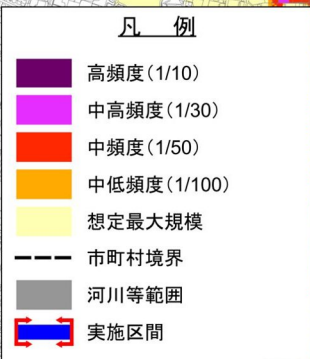 凡　例
高頻度(1/10)
中高頻度(1/30)
中頻度(1/50)
中低頻度(1/100)
想定最大規模
市町村境界
河川等範囲
実施区間